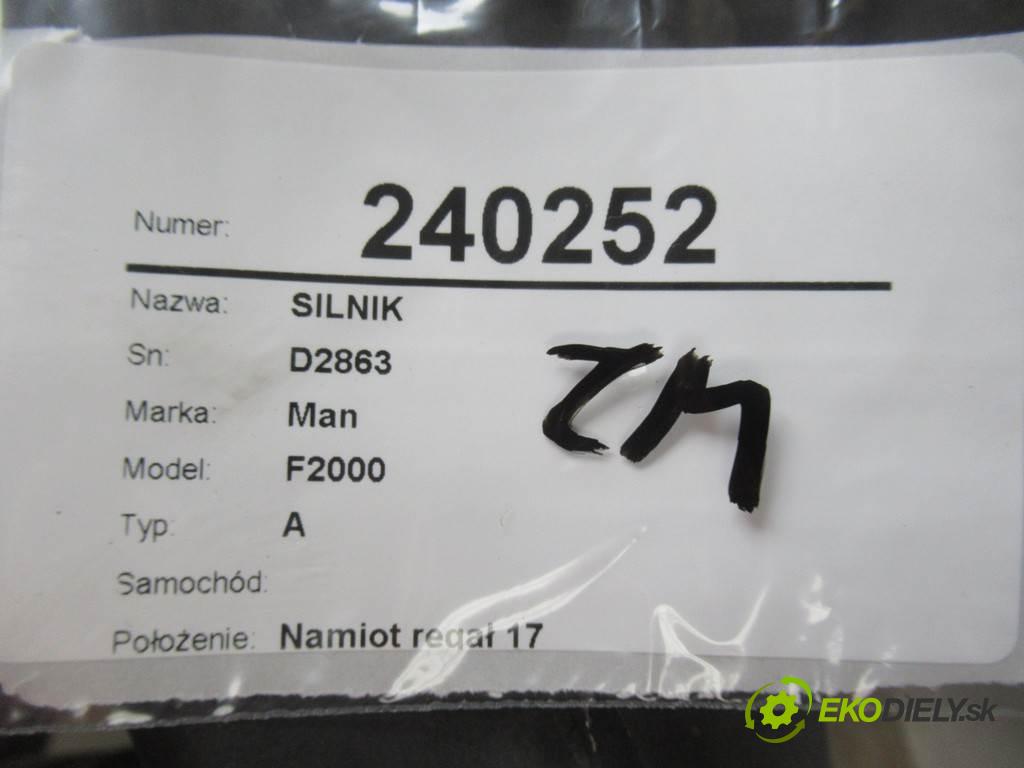 Numer: 240252
Nazwa: SILNIK
Sn: D2863
Marka: Man
Model: F2000
Typ: A
Samochód:
Położenie: Namiot regał 17
ZM
EKODIELY.sk